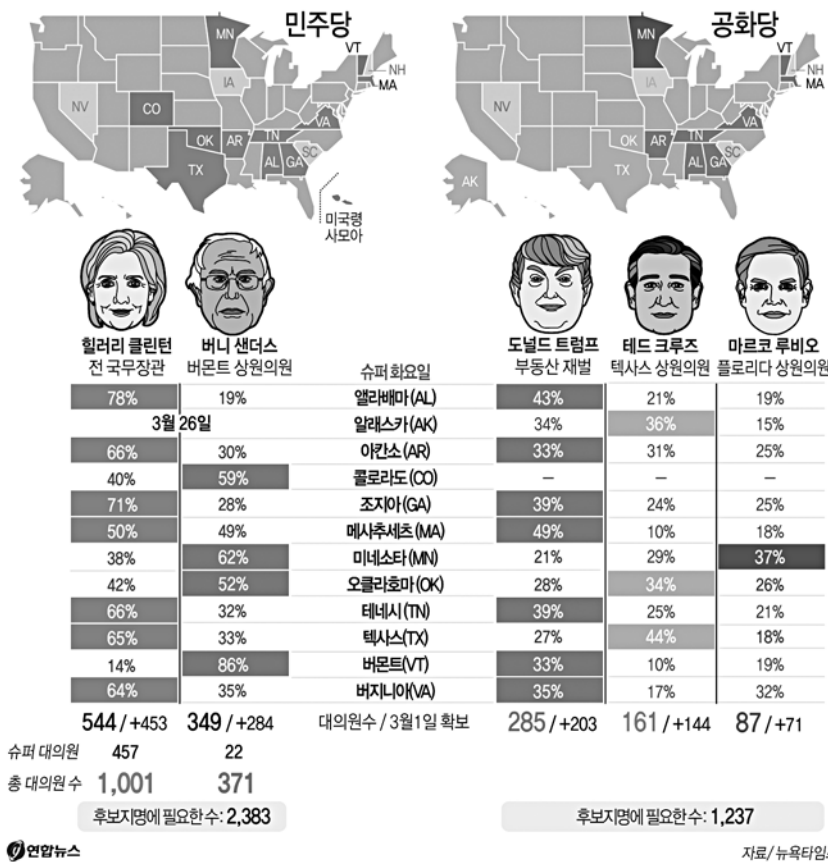 민주당
공화당
MN
VT
NH
MA
IA
NV
CO
VA
OK
AR
TN
SC
TX
AL
GA
미국령
사모아
MN
VT
NH
MA
IA
NV
VA
OK
AR
TN
SC
TX
AL
GA
AK
힐러리 클린턴
전 국무장관
버니 샌더스
버몬트 상원의원
도널드 트럼프
부동산 재벌
테드 크루즈
텍사스 상원의원
마르코 루비오
플로리다 상원의원
슈퍼 화요일
78% 19% 앨라배마(AL) 43% 21% 19%
3월 26일 알래스카(AK) 34% 36% 15%
66% 30% 아칸소(AR) 33% 31% 25%
40% 59% 콜로라도(CO) – – –
71% 28% 조지아(GA) 39% 24% 25%
50% 49% 메사추세츠(MA) 49% 10% 18%
38% 62% 미네소타(MN) 21% 29% 37%
42% 52% 오클라호마(OK) 28% 34% 26%
66% 32% 테네시(TN) 39% 25% 21%
65% 33% 텍사스(TX) 27% 44% 18%
14% 86% 버몬트(VT) 33% 10% 19%
64% 35% 버지니아(VA) 35% 17% 32%
544 / +453 349 / +284 대의원수 / 3월1일 확보 285 / +203 161 / +144 87 / +71
슈퍼 대의원 457 22
총 대의원 수 1,001 371
후보지명에 필요한 수: 2,383
후보지명에 필요한 수: 1,237
연합뉴스
자료/ 뉴욕타임스